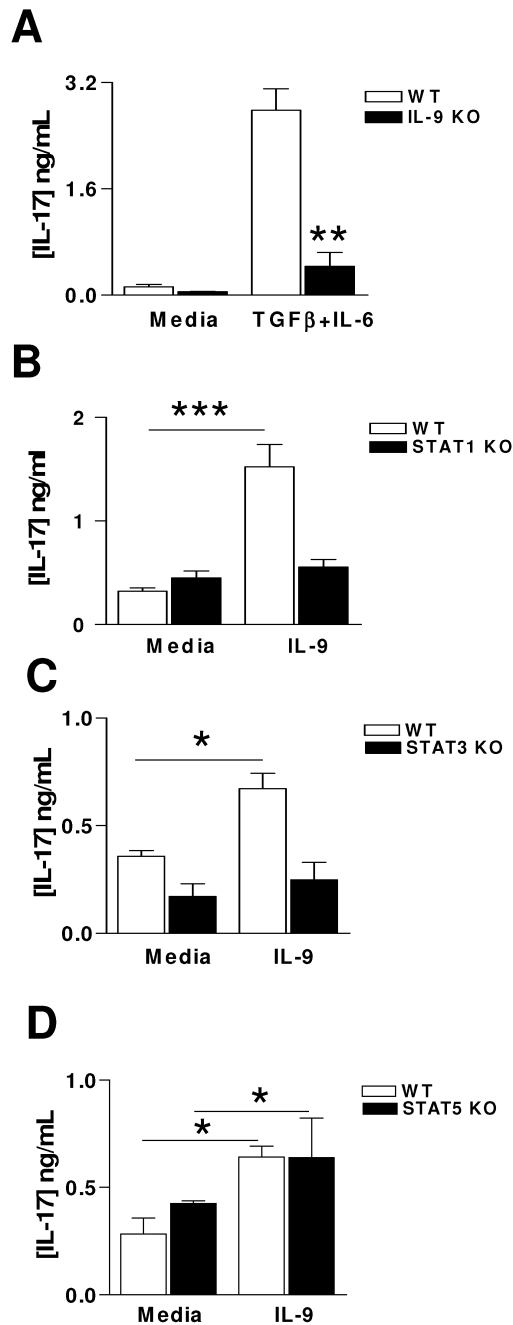 A
[IL-17] ng/mL
3.2
1.6
0.0
WT
IL-9 KO
**
Media
TGFβ+IL-6
B
[IL-17] ng/ml
2
1
0
***
WT
STAT1 KO
Media
IL-9
C
[IL-17] ng/mL
1.0
0.5
0.0
*
WT
STAT3 KO
Media
IL-9
D
[IL-17] ng/mL
1.0
0.5
0.0
*
*
WT
STAT5 KO
Media
IL-9